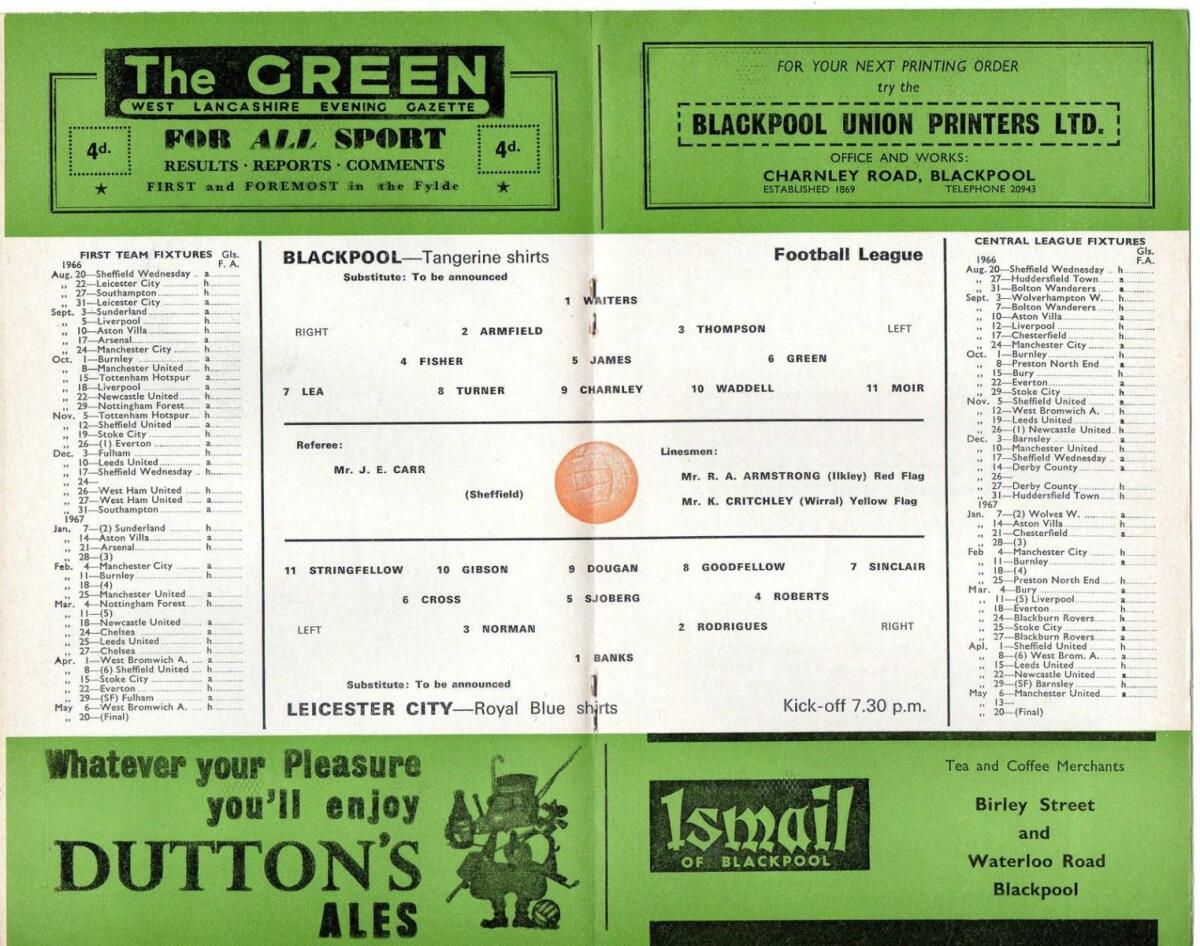 The GREEN
WEST LANCASHIRE EVENING GAZETTE
4d.
FOR ALL SPORT
4d.
RESULTS · REPORTS · COMMENTS
FIRST and FOREMOST in the Fylde
FOR YOUR NEXT PRINTING ORDER
try the
BLACKPOOL UNION PRINTERS LTD.
OFFICE AND WORKS:
CHARNLEY ROAD, BLACKPOOL
ESTABLISHED 1869 TELEPHONE 20943
FIRST TEAM FIXTURES Gls.
1966 F. A.
Aug. 20—Sheffield Wednesday .. a
,, 22—Leicester City h
,, 27—Southampton h
,, 31—Leicester City a
Sept. 3—Sunderland a
,, 5—Liverpool h
,, 10—Aston Villa h
,, 17—Arsenal a
,, 24—Manchester City h
Oct. 1—Burnley a
,, 8—Manchester United h
,, 15—Tottenham Hotspur a
,, 18—Liverpool a
,, 22—Newcastle United h
,, 29—Nottingham Forest a
Nov. 5—Tottenham Hotspur h
,, 12—Sheffield United a
,, 19—Stoke City h
,, 26—(1) Everton a
Dec. 3—Fulham h
,, 10—Leeds United a
,, 17—Sheffield Wednesday .. h
,, 24—
,, 26—West Ham United h
,, 27—West Ham United a
,, 31—Southampton a
1967
Jan. 7—(2) Sunderland h
,, 14—Aston Villa a
,, 21—Arsenal h
,, 28—(3)
Feb. 4—Manchester City a
,, 11—Burnley h
,, 18—(4)
,, 25—Manchester United a
Mar. 4—Nottingham Forest h
,, 11—(5)
,, 18—Newcastle United a
,, 24—Chelsea a
,, 25—Leeds United h
,, 27—Chelsea h
Apr. 1—West Bromwich A. a
,, 8—(6) Sheffield United h
,, 15—Stoke City a
,, 22—Everton h
,, 29—(SF) Fulham a
May 6—West Bromwich A. h
,, 20—(Final)
BLACKPOOL—Tangerine shirts Football League
Substitute: To be announced
1 WAITERS
RIGHT 2 ARMFIELD 3 THOMPSON LEFT
4 FISHER 5 JAMES 6 GREEN
7 LEA 8 TURNER 9 CHARNLEY 10 WADDELL 11 MOIR
Referee:
Mr. J. E. CARR
(Sheffield)
Linesmen:
Mr. R. A. ARMSTRONG (Ilkley) Red Flag
Mr. K. CRITCHLEY (Wirral) Yellow Flag
11 STRINGFELLOW 10 GIBSON 9 DOUGAN 8 GOODFELLOW 7 SINCLAIR
6 CROSS 5 SJOBERG 4 ROBERTS
LEFT 3 NORMAN 2 RODRIGUES RIGHT
1 BANKS
Substitute: To be announced
LEICESTER CITY—Royal Blue shirts Kick-off 7.30 p.m.
CENTRAL LEAGUE FIXTURES
Gls.
1966 F.A.
Aug. 20—Sheffield Wednesday .. h
,, 27—Huddersfield Town a
,, 31—Bolton Wanderers a
Sept. 3—Wolverhampton W. h
,, 7—Bolton Wanderers h
,, 10—Aston Villa a
,, 12—Liverpool h
,, 17—Chesterfield h
,, 24—Manchester City a
Oct. 1—Burnley h
,, 8—Preston North End a
,, 15—Bury h
,, 22—Everton a
,, 29—Stoke City h
Nov. 5—Sheffield United a
,, 12—West Bromwich A. h
,, 19—Leeds United a
,, 26—(1) Newcastle United h
Dec. 3—Barnsley a
,, 10—Manchester United h
,, 17—Sheffield Wednesday a
,, 14—Derby County a
,, 26—
,, 27—Derby County h
,, 31—Huddersfield Town h
1967
Jan. 7—(2) Wolves W. a
,, 14—Aston Villa h
,, 21—Chesterfield a
,, 28—(3)
Feb 4—Manchester City h
,, 11—Burnley a
,, 18—(4)
,, 25—Preston North End h
Mar. 4—Bury a
,, 11—(5) Liverpool a
,, 18—Everton h
,, 24—Blackburn Rovers h
,, 25—Stoke City a
,, 27—Blackburn Rovers a
Apl. 1—Sheffield United h
,, 8—(6) West Brom. A. a
,, 15—Leeds United h
,, 22—Newcastle United a
,, 29—(SF) Barnsley h
May 6—Manchester United a
,, 13—
,, 20—(Final)
Whatever your Pleasure
you'll enjoy
DUTTON'S
ALES
Ismail
OF BLACKPOOL
Tea and Coffee Merchants
Birley Street
and
Waterloo Road
Blackpool